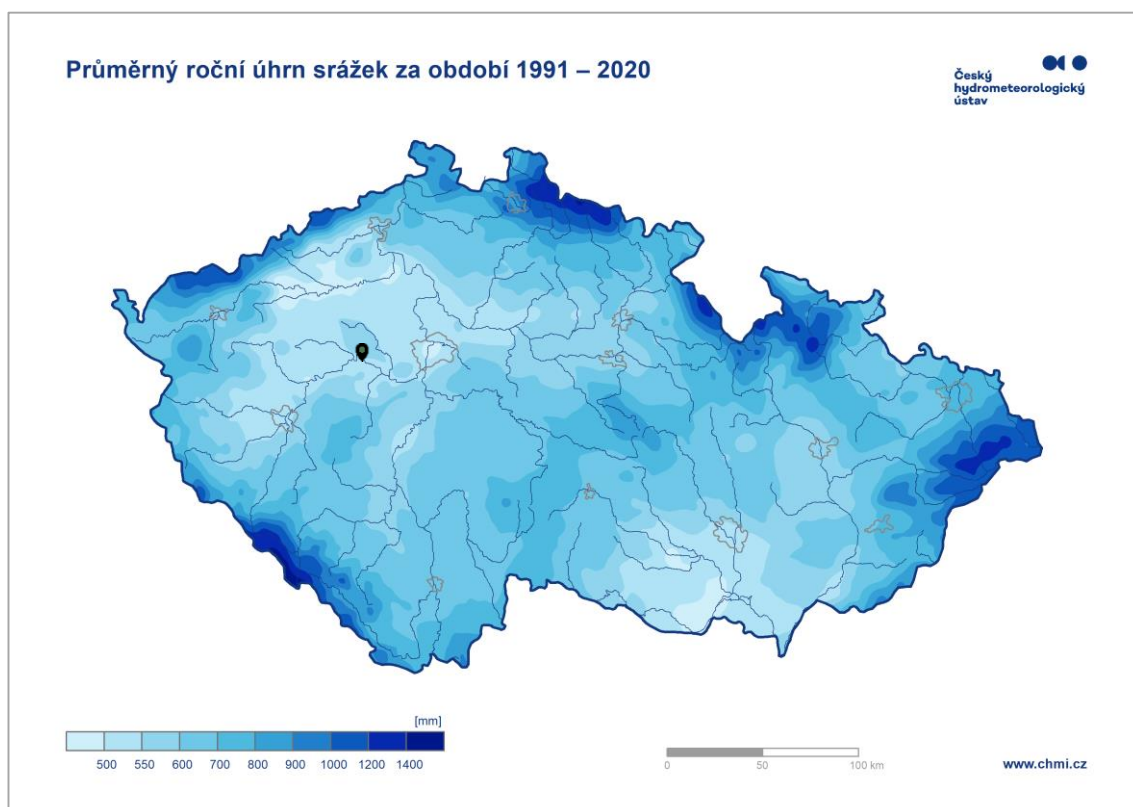 Průměrný roční úhrn srážek za období 1991 – 2020
Český
hydrometeorologický
ústav
[mm]
500 550 600 700 800 900 1000 1200 1400
0 50 100 km
www.chmi.cz